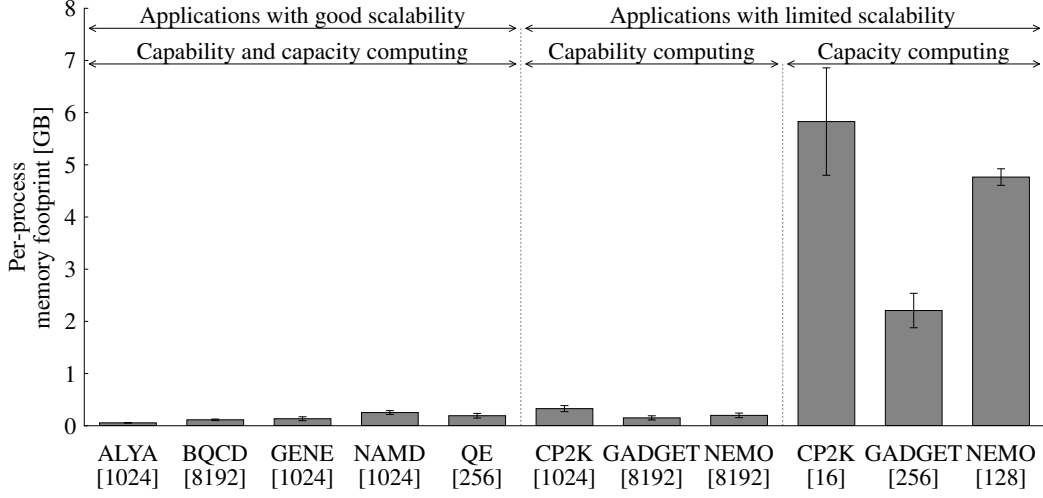 Applications with good scalability
Applications with limited scalability
Capability and capacity computing
Capability computing
Capacity computing
Per-process
memory footprint [GB]
8
7
6
5
4
3
2
1
0
ALYA BQCD GENE NAMD QE CP2K GADGET NEMO CP2K GADGET NEMO
[1024] [8192] [1024] [1024] [256] [1024] [8192] [8192] [16] [256] [128]